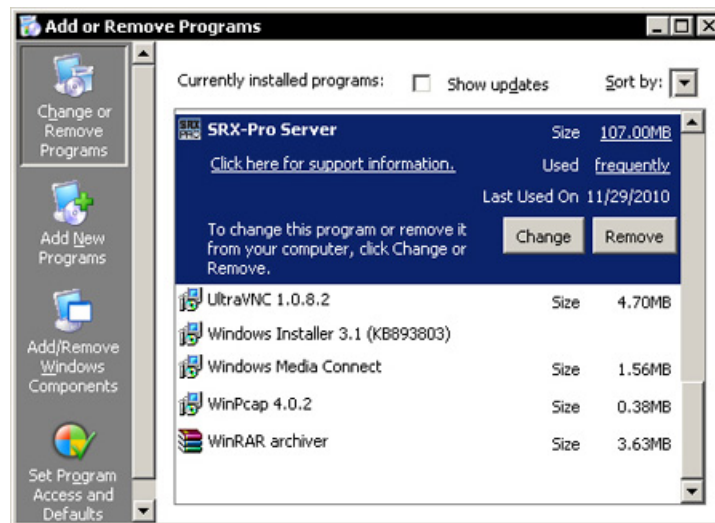 Add or Remove Programs
Change or
Remove
Programs
Add New
Programs
Add/Remove
Windows
Components
Set Program
Access and
Defaults
Currently installed programs: Show updates Sort by:
SRX PRO SRX-Pro Server Size 107.00MB
Click here for support information. Used frequently
Last Used On 11/29/2010
To change this program or remove it
from your computer, click Change or
Remove.
Change Remove
UltraVNC 1.0.8.2 Size 4.70MB
Windows Installer 3.1 (KB893803)
Windows Media Connect Size 1.56MB
WinPcap 4.0.2 Size 0.38MB
WinRAR archiver Size 3.63MB